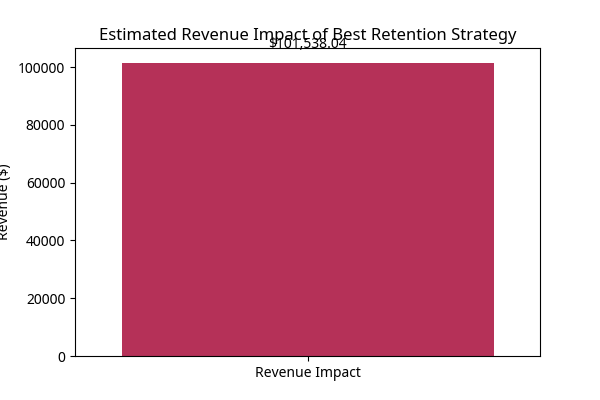 Estimated Revenue Impact of Best Retention Strategy
$101,538.04
100000
80000
60000
40000
20000
0
Revenue ($)
Revenue Impact